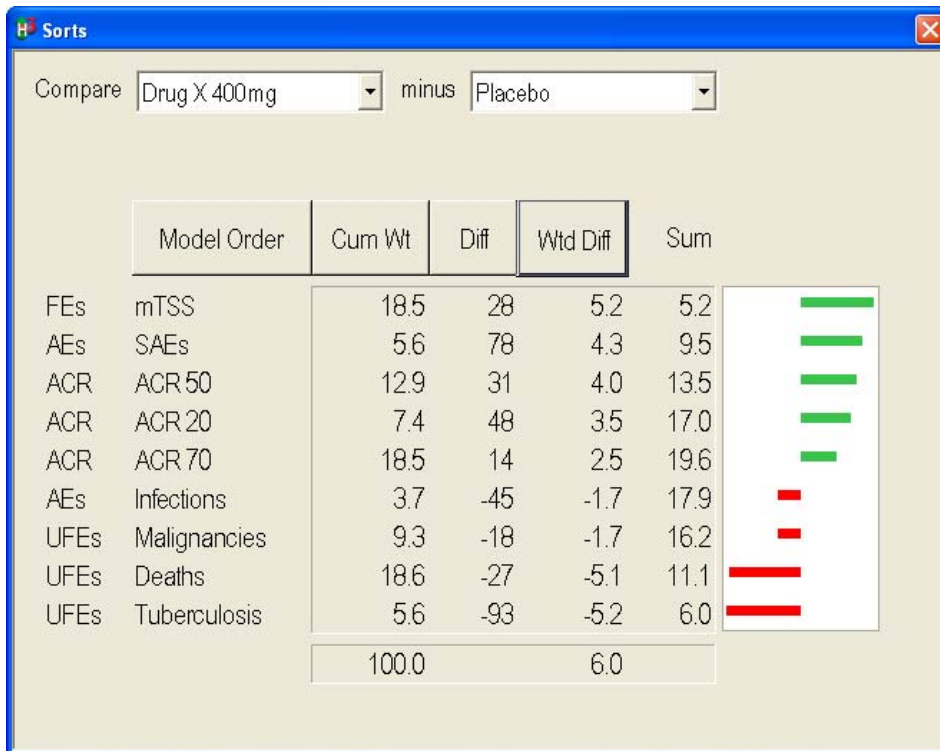 Sorts
Compare Drug X 400mg minus Placebo
Model Order Cum Wt Diff Wtd Diff Sum
FEs mTSS 18.5 28 5.2 5.2
AEs SAEs 5.6 78 4.3 9.5
ACR ACR 50 12.9 31 4.0 13.5
ACR ACR 20 7.4 48 3.5 17.0
ACR ACR 70 18.5 14 2.5 19.6
AEs Infections 3.7 -45 -1.7 17.9
UFEs Malignancies 9.3 -18 -1.7 16.2
UFEs Deaths 18.6 -27 -5.1 11.1
UFEs Tuberculosis 5.6 -93 -5.2 6.0
100.0 6.0